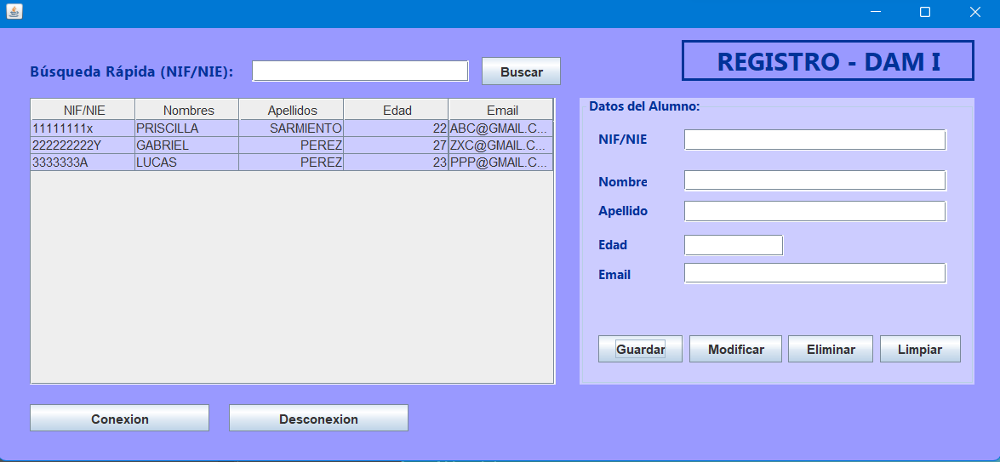 REGISTRO - DAM I
Búsqueda Rápida (NIF/NIE): Buscar
NIF/NIE Nombres Apellidos Edad Email
11111111x PRISCILLA SARMIENTO 22 ABC@GMAIL.C...
222222222Y GABRIEL PEREZ 27 ZXC@GMAIL.C...
3333333A LUCAS PEREZ 23 PPP@GMAIL.C...
Datos del Alumno:
NIF/NIE
Nombre
Apellido
Edad
Email
Guardar Modificar Eliminar Limpiar
Conexion Desconexion